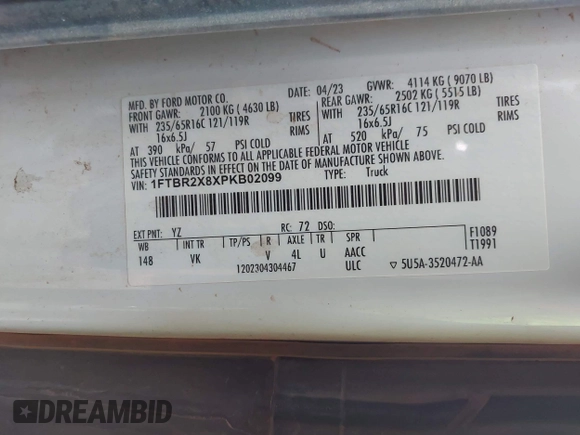 MFD. BY FORD MOTOR CO. DATE: 04/23 GVWR: 4114 KG ( 9070 LB)
FRONT GAWR: 2100 KG ( 4630 LB) REAR GAWR: 2502 KG ( 5515 LB)
WITH 235/65R16C 121/119R TIRES WITH 235/65R16C 121/119R TIRES
16x6.5J RIMS 16x6.5J RIMS
AT 390 kPa/ 57 PSI COLD AT 520 kPa/ 75 PSI COLD
THIS VEHICLE CONFORMS TO ALL APPLICABLE FEDERAL MOTOR VEHICLE
SAFETY STANDARDS IN EFFECT ON THE DATE OF MANUFACTURE SHOWN ABOVE.
VIN: 1FTBR2X8XPKB02099 TYPE: Truck
EXT PNT: YZ RC: 72 DSO:
WB INT TR TP/PS R AXLE TR SPR F1089
148 VK V 4L U AACC T1991
1202304304467 ULC ▽ 5U5A-3520472-AA
DREAMBID